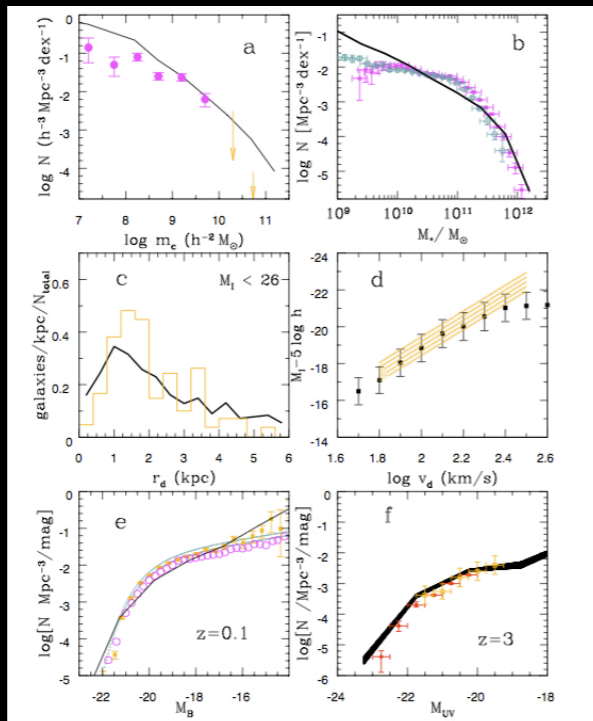 a
log N (h⁻³ Mpc⁻³ dex⁻¹)
0
-1
-2
-3
-4
7 8 9 10 11
log m_c (h⁻² M_⊙)
b
log N [Mpc⁻³ dex⁻¹]
0
-1
-2
-3
-4
-5
10⁹ 10¹⁰ 10¹¹ 10¹²
M_*/ M_⊙
c
M_I < 26
galaxies/kpc/N_total
0.6
0.4
0.2
0
0 1 2 3 4 5 6
r_d (kpc)
d
M_I-5 log h
-22
-20
-18
-16
-14
1.8 2 2.2 2.4 2.6
log v_d (km/s)
e
z=0.1
log[N Mpc⁻³/mag]
0
-1
-2
-3
-4
-5
-22 -20 -18 -16 -14
M_B
f
z=3
log[N /Mpc⁻³/mag]
0
-1
-2
-3
-4
-5
-6
-24 -22 -20 -18
M_UV